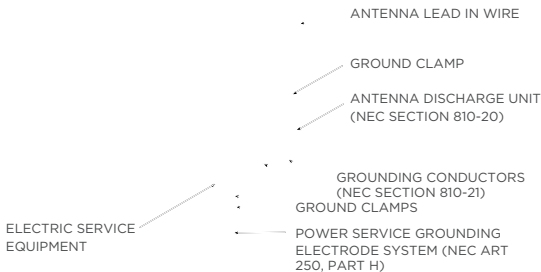 ANTENNA LEAD IN WIRE
GROUND CLAMP
ANTENNA DISCHARGE UNIT
(NEC SECTION 810-20)
GROUNDING CONDUCTORS
(NEC SECTION 810-21)
GROUND CLAMPS
ELECTRIC SERVICE
EQUIPMENT
POWER SERVICE GROUNDING
ELECTRODE SYSTEM (NEC ART
250, PART H)